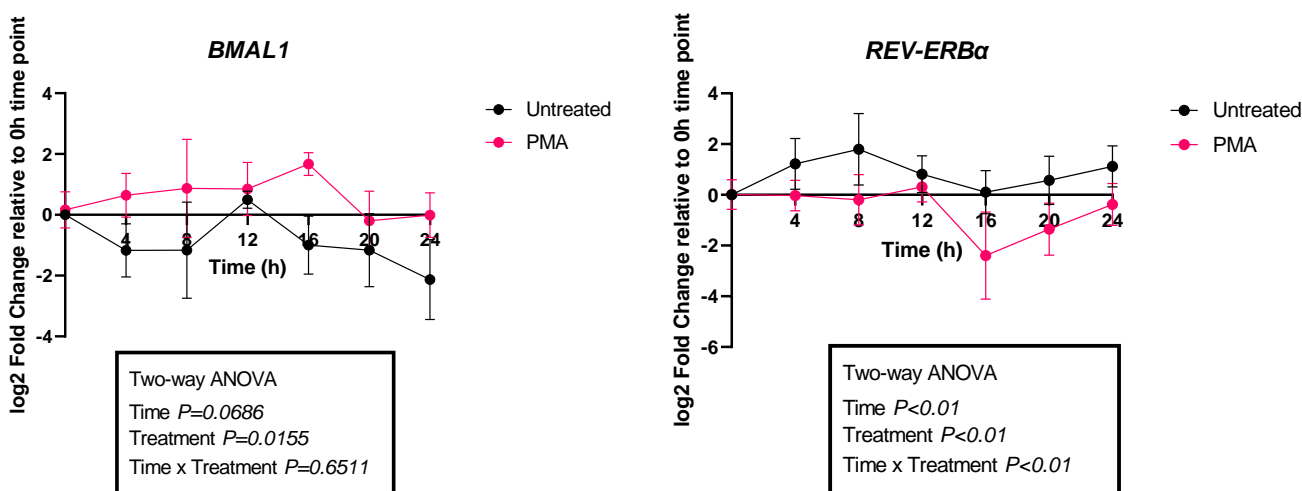 BMAL1
log2 Fold Change relative to 0h time point
4
2
0
-2
-4
4
8
12
16
20
24
Time (h)
Untreated
PMA
Two-way ANOVA
Time P=0.0686
Treatment P=0.0155
Time x Treatment P=0.6511
REV-ERBα
log2 Fold Change relative to 0h time point
4
2
0
-2
-4
-6
4
8
12
16
20
24
Time (h)
Untreated
PMA
Two-way ANOVA
Time P<0.01
Treatment P<0.01
Time x Treatment P<0.01